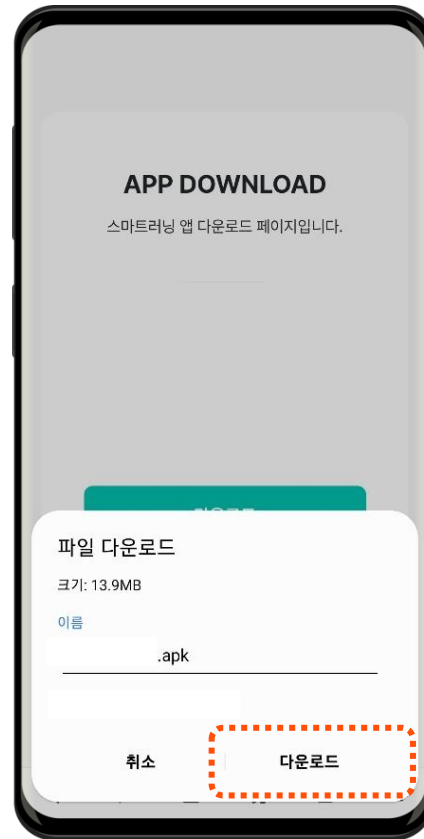 APP DOWNLOAD
스마트러닝 앱 다운로드 페이지입니다.
파일 다운로드
크기: 13.9MB
이름
.apk
취소
다운로드